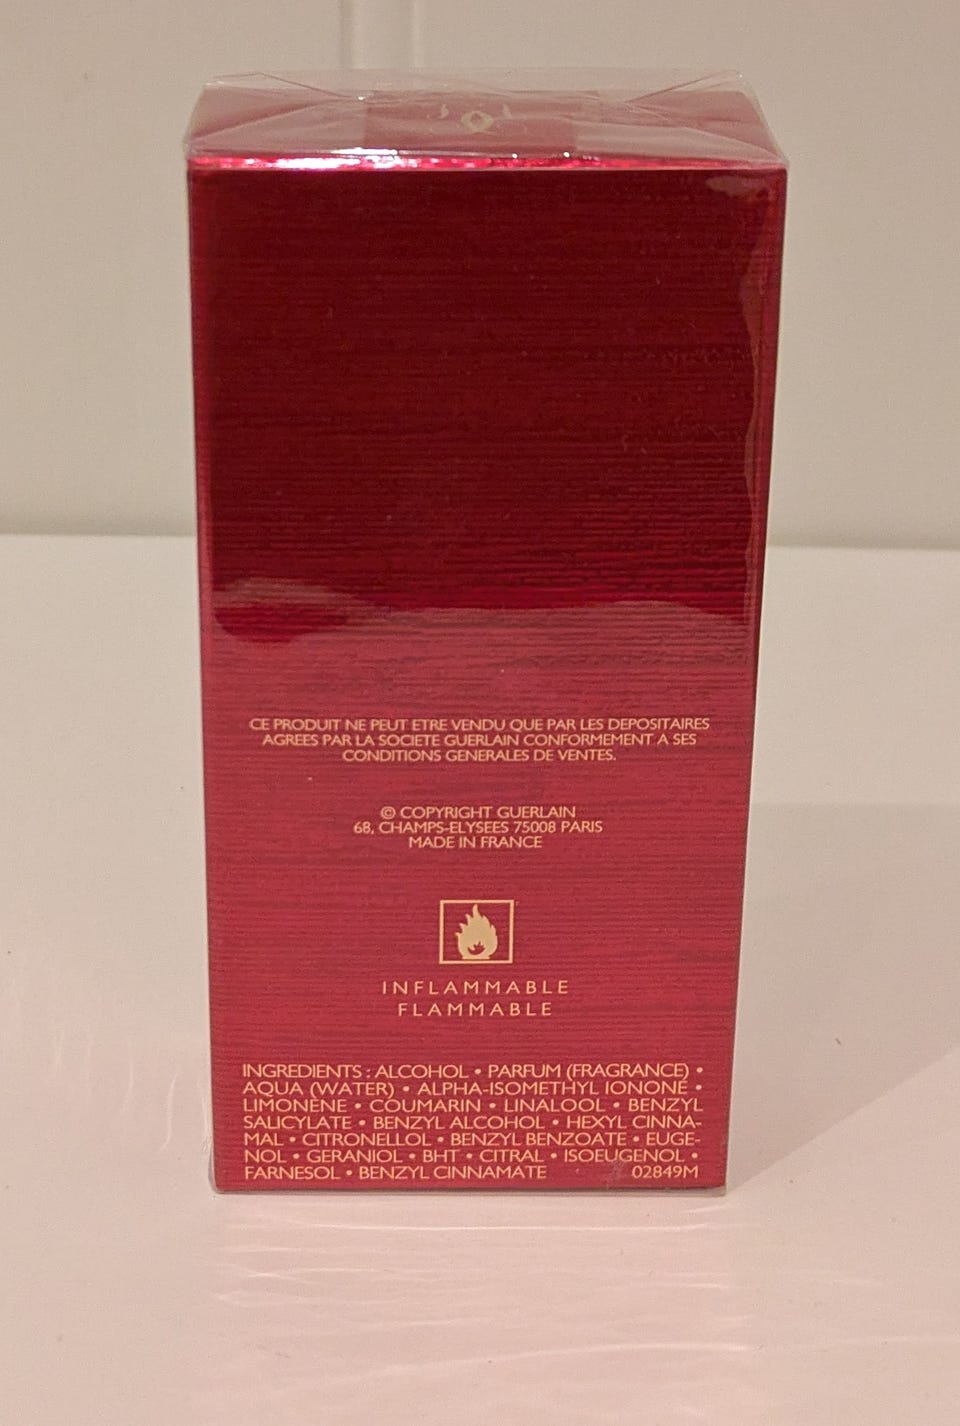 CE PRODUIT NE PEUT ETRE VENDU QUE PAR LES DEPOSITAIRES
AGREES PAR LA SOCIETE GUERLAIN CONFORMEMENT A SES
CONDITIONS GENERALES DE VENTES.
© COPYRIGHT GUERLAIN
68, CHAMPS-ELYSEES 75008 PARIS
MADE IN FRANCE
INFLAMMABLE
FLAMMABLE
INGREDIENTS : ALCOHOL • PARFUM (FRAGRANCE) •
AQUA (WATER) • ALPHA-ISOMETHYL IONONE •
LIMONENE • COUMARIN • LINALOOL • BENZYL
SALICYLATE • BENZYL ALCOHOL • HEXYL CINNA-
MAL • CITRONELLOL • BENZYL BENZOATE • EUGE-
NOL • GERANIOL • BHT • CITRAL • ISOEUGENOL •
FARNESOL • BENZYL CINNAMATE 02849M